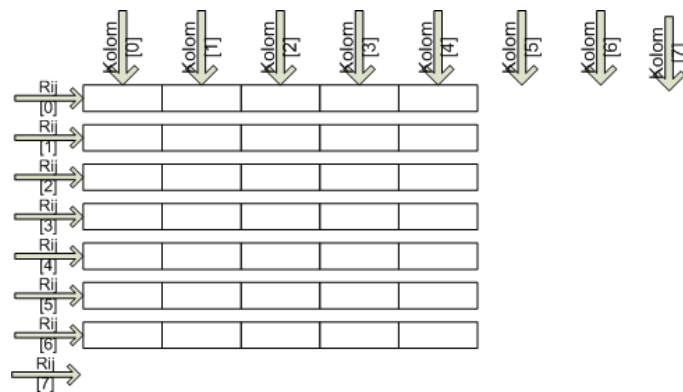 Kolom [0]
Kolom [1]
Kolom [2]
Kolom [3]
Kolom [4]
Kolom [5]
Kolom [6]
Kolom [7]
Rij
[0]
Rij
[1]
Rij
[2]
Rij
[3]
Rij
[4]
Rij
[5]
Rij
[6]
Rij
[7]